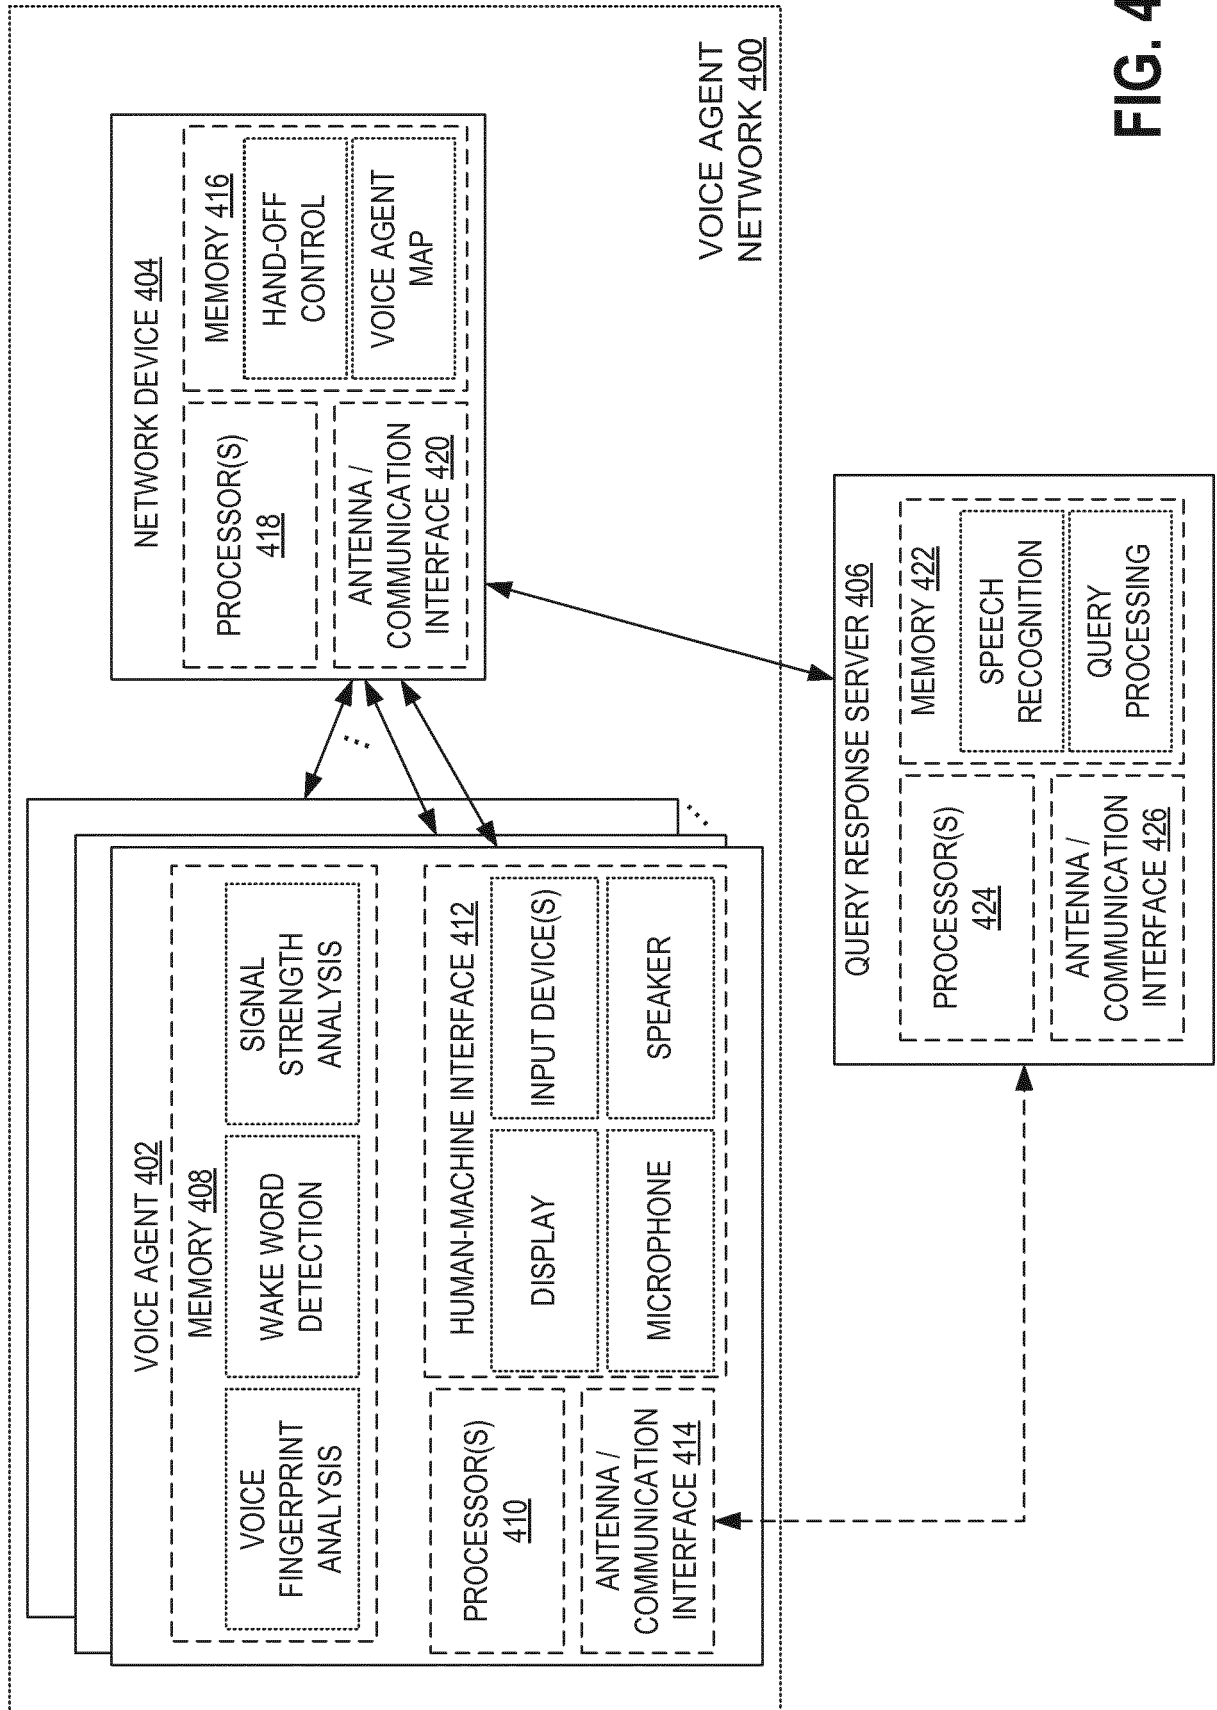 VOICE AGENT 402
MEMORY 408
VOICE
FINGERPRINT
ANALYSIS
WAKE WORD
DETECTION
SIGNAL
STRENGTH
ANALYSIS
PROCESSOR(S)
410
ANTENNA /
COMMUNICATION
INTERFACE 414
HUMAN-MACHINE INTERFACE 412
DISPLAY
INPUT DEVICE(S)
MICROPHONE
SPEAKER
NETWORK DEVICE 404
PROCESSOR(S)
418
ANTENNA /
COMMUNICATION
INTERFACE 420
MEMORY 416
HAND-OFF
CONTROL
VOICE AGENT
MAP
VOICE AGENT
NETWORK 400
QUERY RESPONSE SERVER 406
PROCESSOR(S)
424
ANTENNA /
COMMUNICATION
INTERFACE 426
MEMORY 422
SPEECH
RECOGNITION
QUERY
PROCESSING
FIG. 4